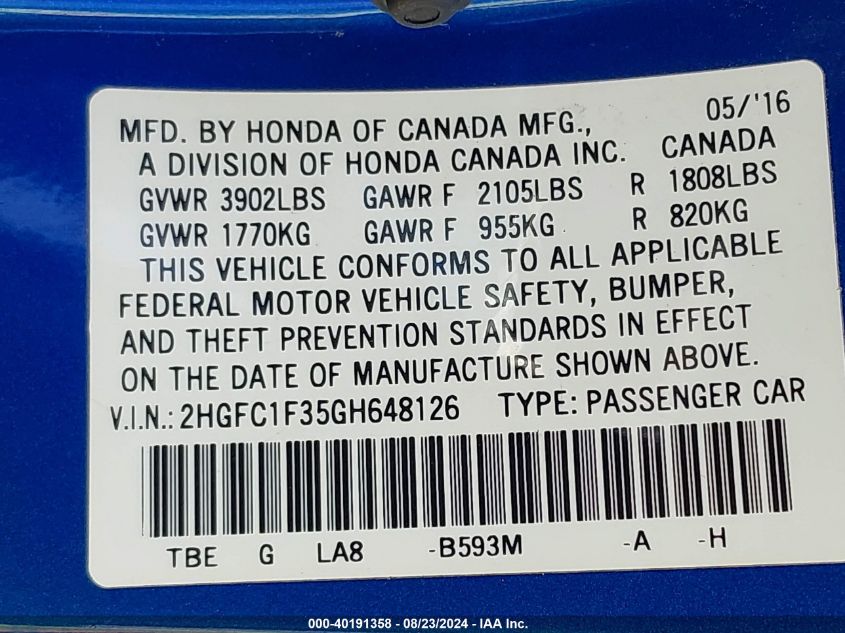 05/'16
MFD. BY HONDA OF CANADA MFG.,
A DIVISION OF HONDA CANADA INC. CANADA
GVWR 3902LBS GAWR F 2105LBS R 1808LBS
GVWR 1770KG GAWR F 955KG R 820KG
THIS VEHICLE CONFORMS TO ALL APPLICABLE
FEDERAL MOTOR VEHICLE SAFETY, BUMPER,
AND THEFT PREVENTION STANDARDS IN EFFECT
ON THE DATE OF MANUFACTURE SHOWN ABOVE.
V.I.N.: 2HGFC1F35GH648126 TYPE: PASSENGER CAR
TBE G LA8 -B593M -A -H
000-40191358 - 08/23/2024 - IAA Inc.